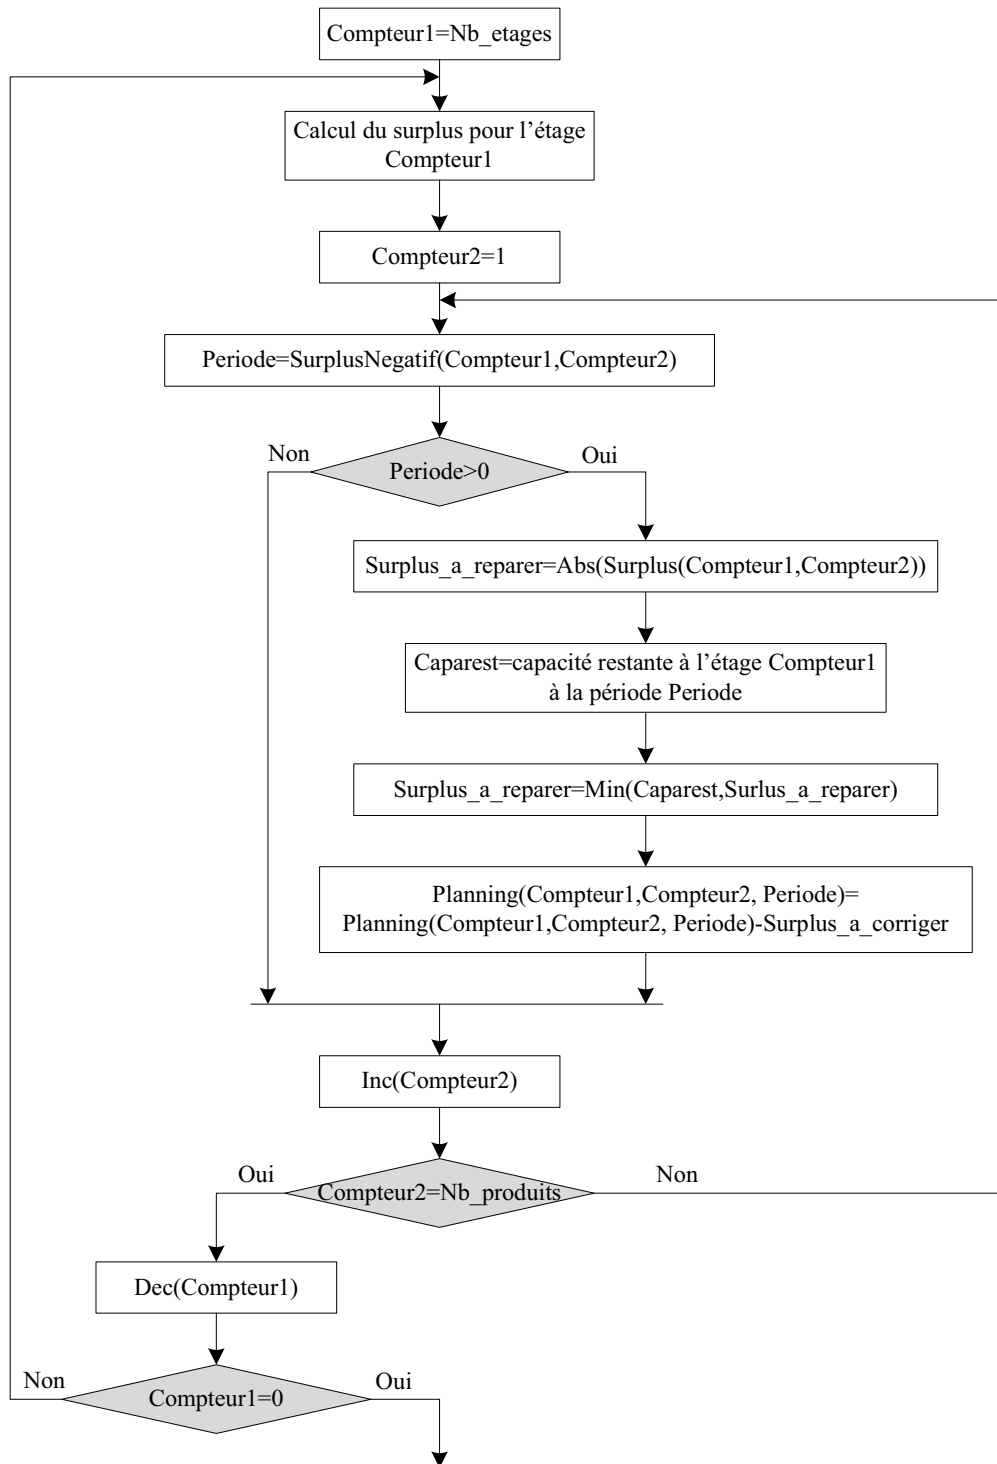 Compteur1=Nb_etages
Calcul du surplus pour l’étage
Compteur1
Compteur2=1
Periode=SurplusNegatif(Compteur1,Compteur2)
Non
Oui
Periode>0
Surplus_a_reparer=Abs(Surplus(Compteur1,Compteur2))
Caparest=capacité restante à l’étage Compteur1
à la période Periode
Surplus_a_reparer=Min(Caparest,Surlus_a_reparer)
Planning(Compteur1,Compteur2, Periode)=
Planning(Compteur1,Compteur2, Periode)-Surplus_a_corriger
Inc(Compteur2)
Oui
Non
Compteur2=Nb_produits
Dec(Compteur1)
Non
Oui
Compteur1=0